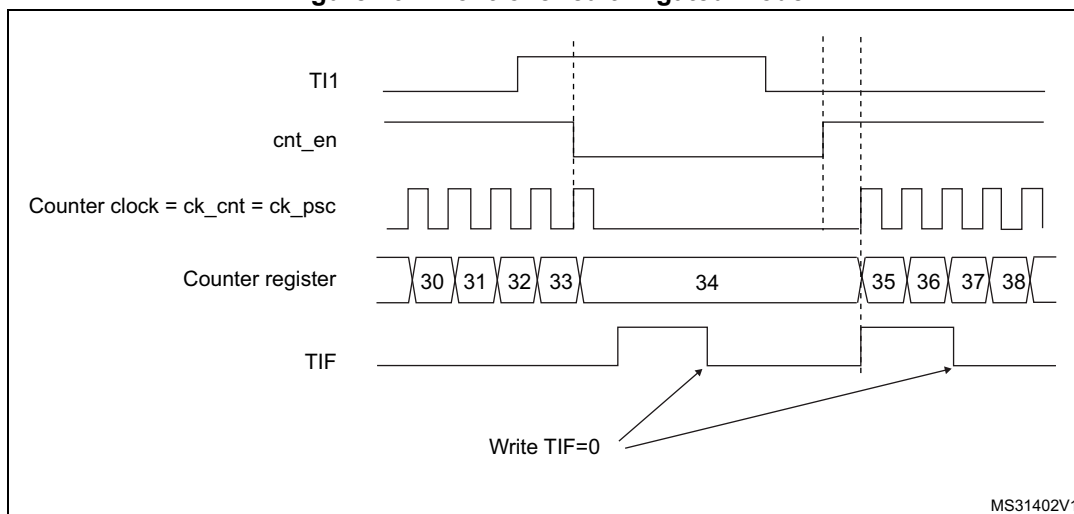 TI1
cnt_en
Counter clock = ck_cnt = ck_psc
Counter register 30 31 32 33 34 35 36 37 38
TIF
Write TIF=0
MS31402V1